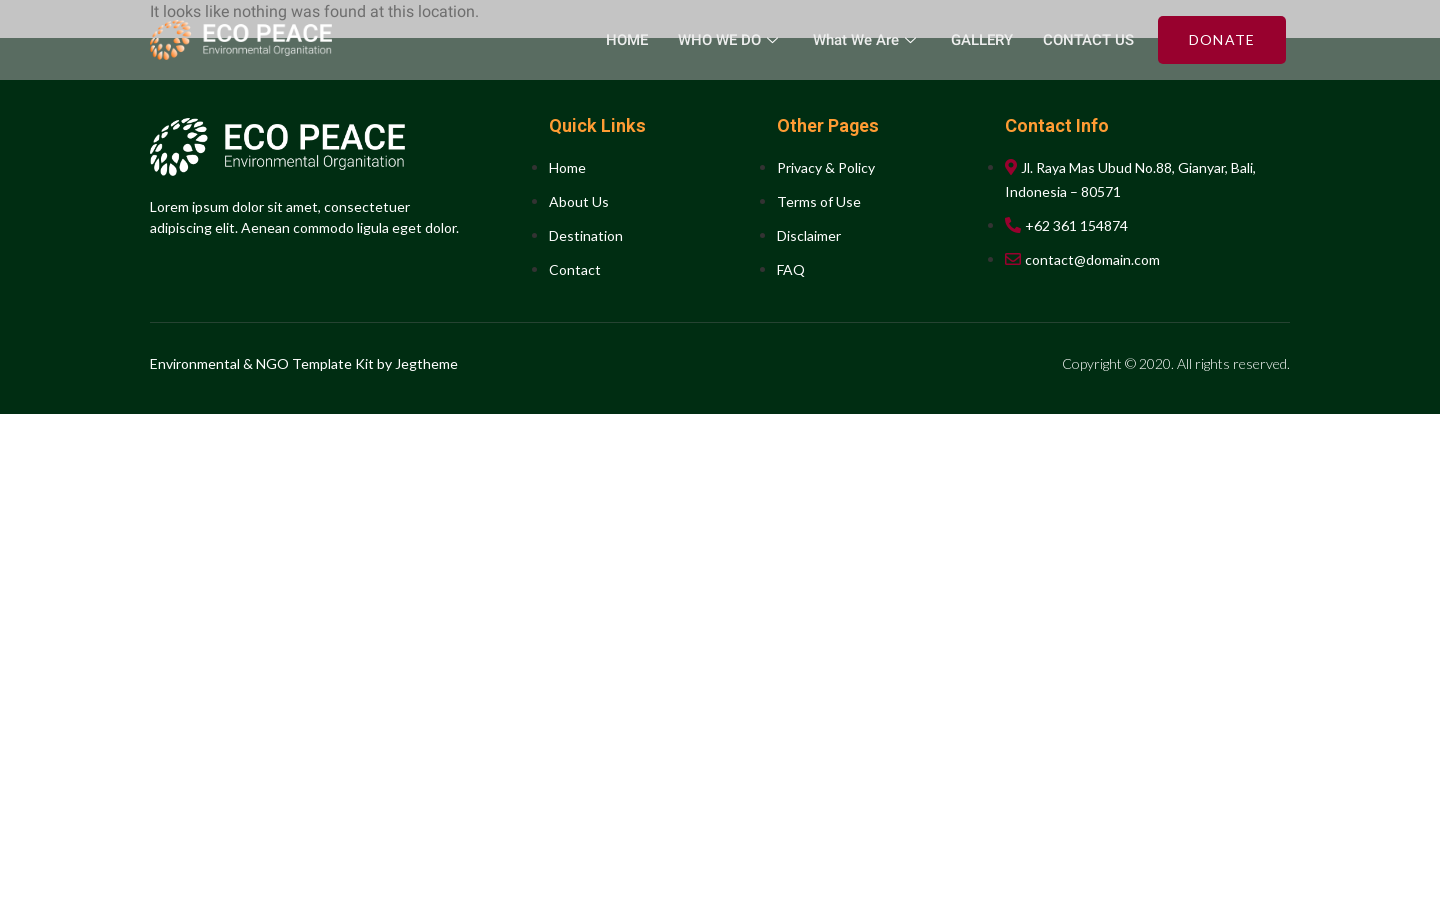 It looks like nothing was found at this location.
ECO PEACE
Environmental Organitation
HOME
WHO WE DO
What We Are
GALLERY
CONTACT US
DONATE
ECO PEACE
Environmental Organitation
Lorem ipsum dolor sit amet, consectetuer
adipiscing elit. Aenean commodo ligula eget dolor.
Quick Links
Home
About Us
Destination
Contact
Other Pages
Privacy & Policy
Terms of Use
Disclaimer
FAQ
Contact Info
Jl. Raya Mas Ubud No.88, Gianyar, Bali,
Indonesia – 80571
+62 361 154874
contact@domain.com
Environmental & NGO Template Kit by Jegtheme
Copyright © 2020. All rights reserved.